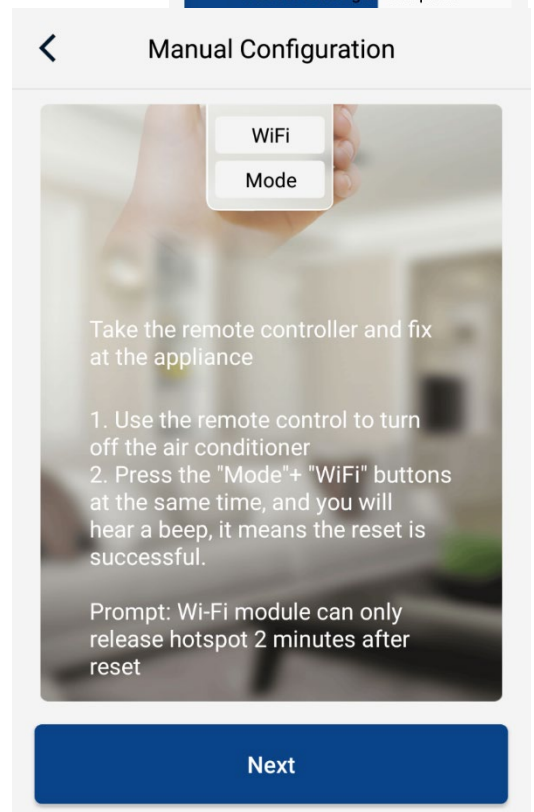 Manual Configuration
WiFi
Mode
Take the remote controller and fix
at the appliance
1. Use the remote control to turn
off the air conditioner
2. Press the "Mode"+ "WiFi" buttons
at the same time, and you will
hear a beep, it means the reset is
successful.
Prompt: Wi-Fi module can only
release hotspot 2 minutes after
reset
Next